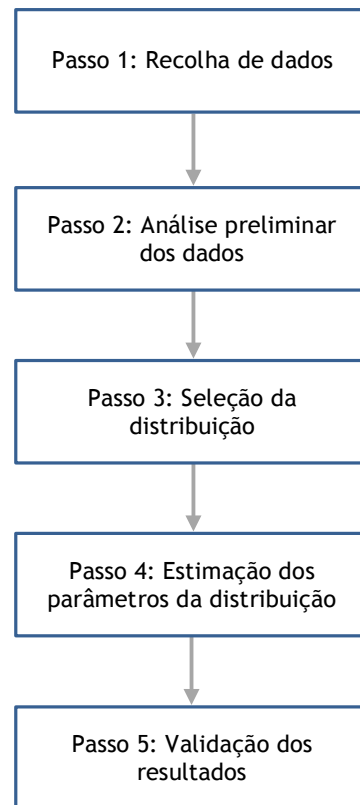 Passo 1: Recolha de dados
Passo 2: Análise preliminar
dos dados
Passo 3: Seleção da
distribuição
Passo 4: Estimação dos
parâmetros da distribuição
Passo 5: Validação dos
resultados